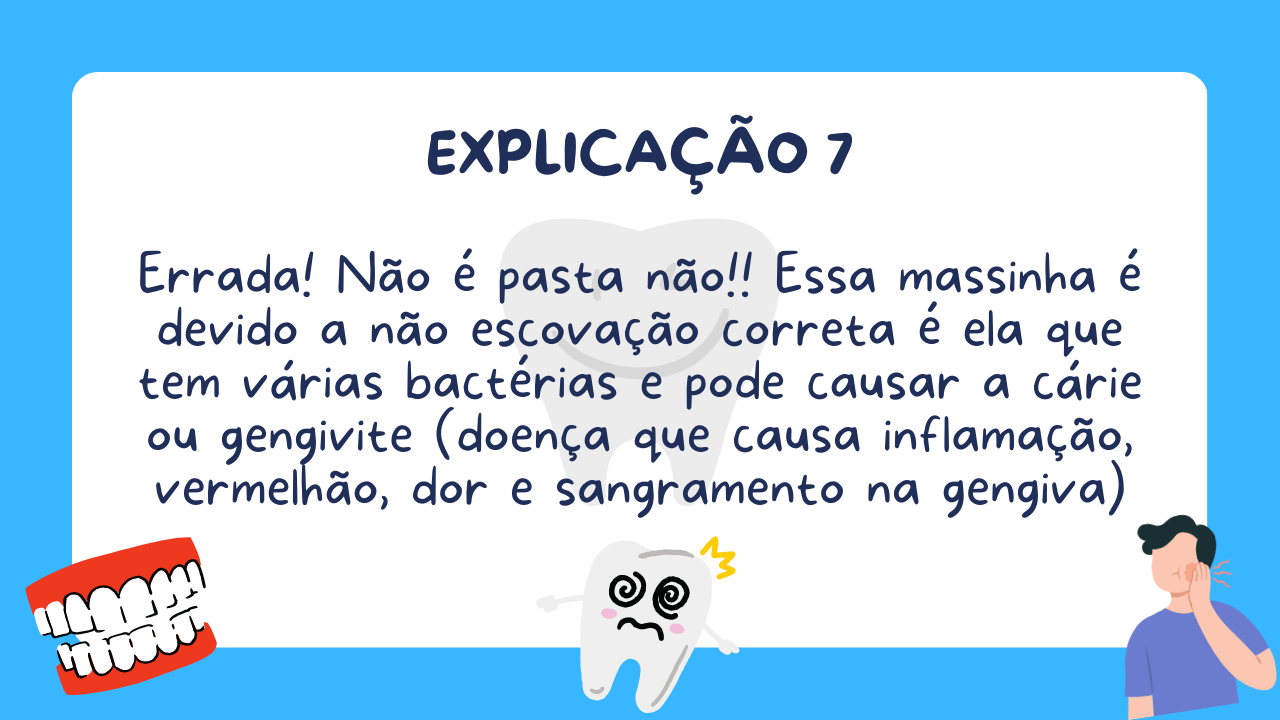 EXPLICAÇÃO 7
Errada! Não é pasta não!! Essa massinha é
devido a não escovação correta é ela que
tem várias bactérias e pode causar a cárie
ou gengivite (doença que causa inflamação,
vermelhão, dor e sangramento na gengiva)